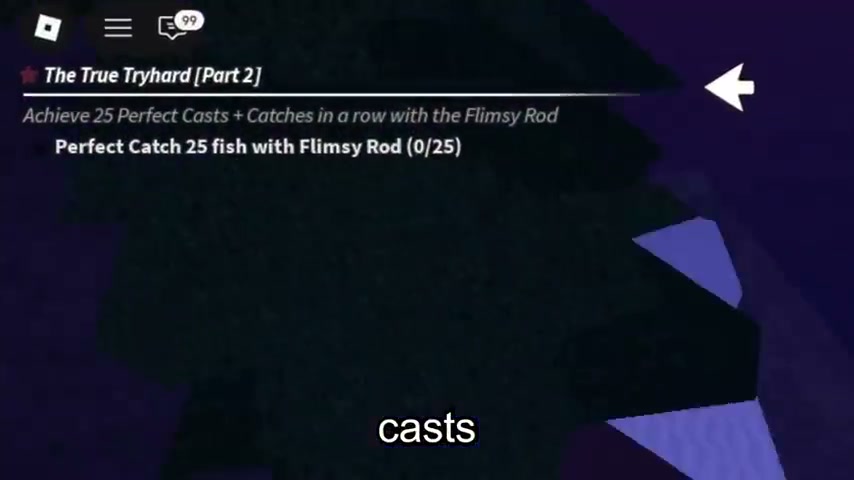 99
The True Tryhard [Part 2]
Achieve 25 Perfect Casts + Catches in a row with the Flimsy Rod
Perfect Catch 25 fish with Flimsy Rod (0/25)
casts